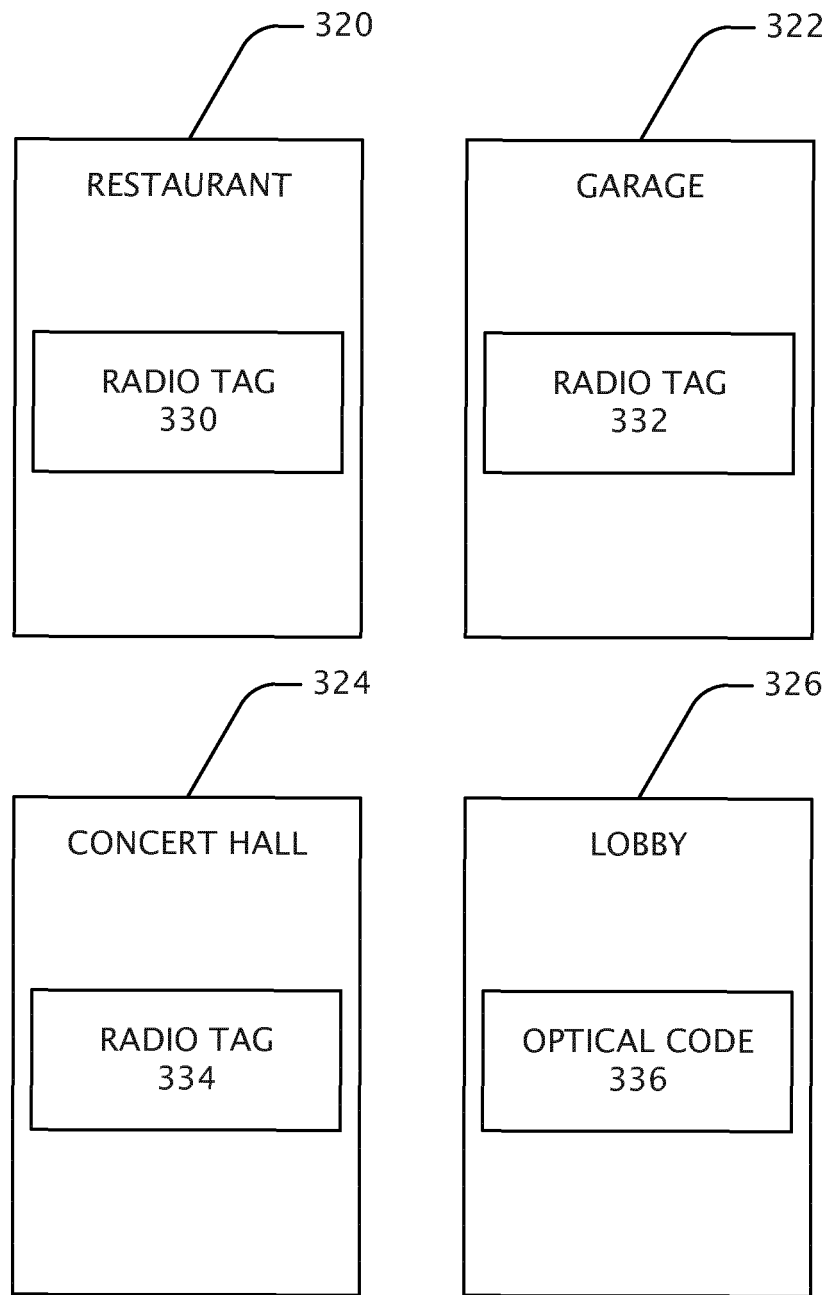 320
RESTAURANT
RADIO TAG
330
322
GARAGE
RADIO TAG
332
324
CONCERT HALL
RADIO TAG
334
326
LOBBY
OPTICAL CODE
336